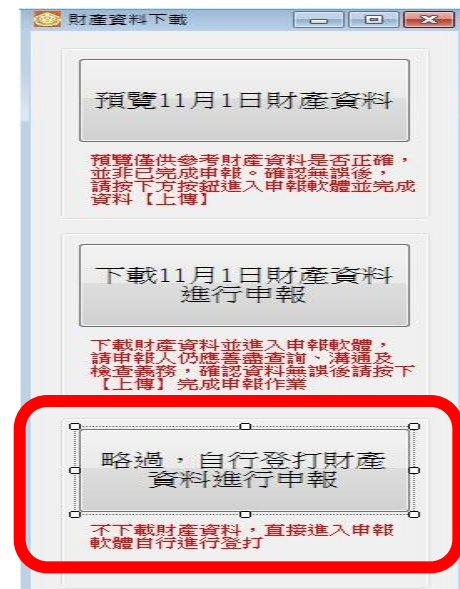 財產資料下載
預覽11月1日財產資料
預覽僅供參考財產資料是否正確，
並非已完成申報。確認無誤後，
請按下方按鈕進入申報軟體並完成
資料【上傳】
下載11月1日財產資料
進行申報
下載財產資料並進入申報軟體，
請申報人仍應善盡查詢、溝通及
檢查義務，確認資料無誤後請按下
【上傳】完成申報作業
略過，自行登打財產
資料進行申報
不下載財產資料，直接進入申報
軟體自行進行登打